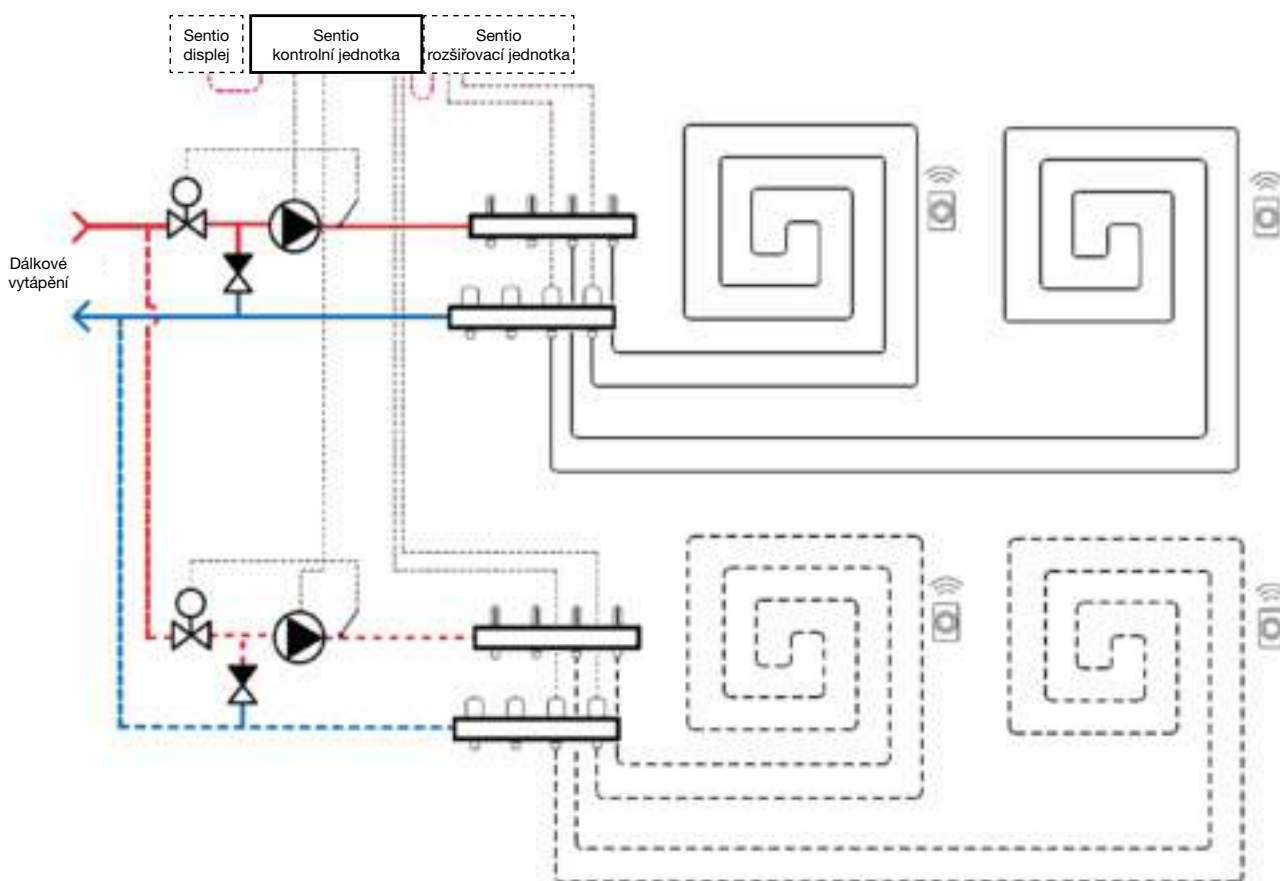 Sentio
displej
Sentio
kontrolní jednotka
Sentio
rozšiřovací jednotka
Dálkové
vytápění